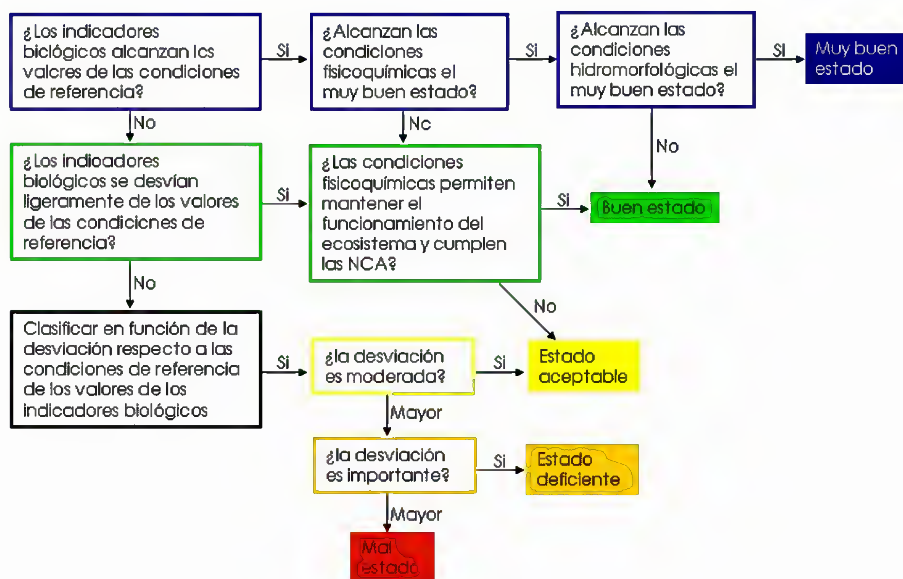 ¿Los indicadores
biológicos alcanzan los
valores de las condiciones
de referencia?
Si
¿Alcanzan las
condiciones
fisicoquímicas el
muy buen estado?
Si
¿Alcanzan las
condiciones
hidromorfológicas el
muy buen estado?
Si
Muy buen
estado
No
No
No
¿Los indicadores
biológicos se desvían
ligeramente de los valores
de las condiciones de
referencia?
Si
¿Las condiciones
fisicoquímicas permiten
mantener el
funcionamiento del
ecosistema y cumplen
las NCA?
Si
Buen estado
No
No
Clasificar en función de la
desviación respecto a las
condiciones de referencia
de los valores de los
indicadores biológicos
Si
¿la desviación
es moderada?
Si
Estado
aceptable
Mayor
¿la desviación
es importante?
Si
Estado
deficiente
Mayor
Mal
estado